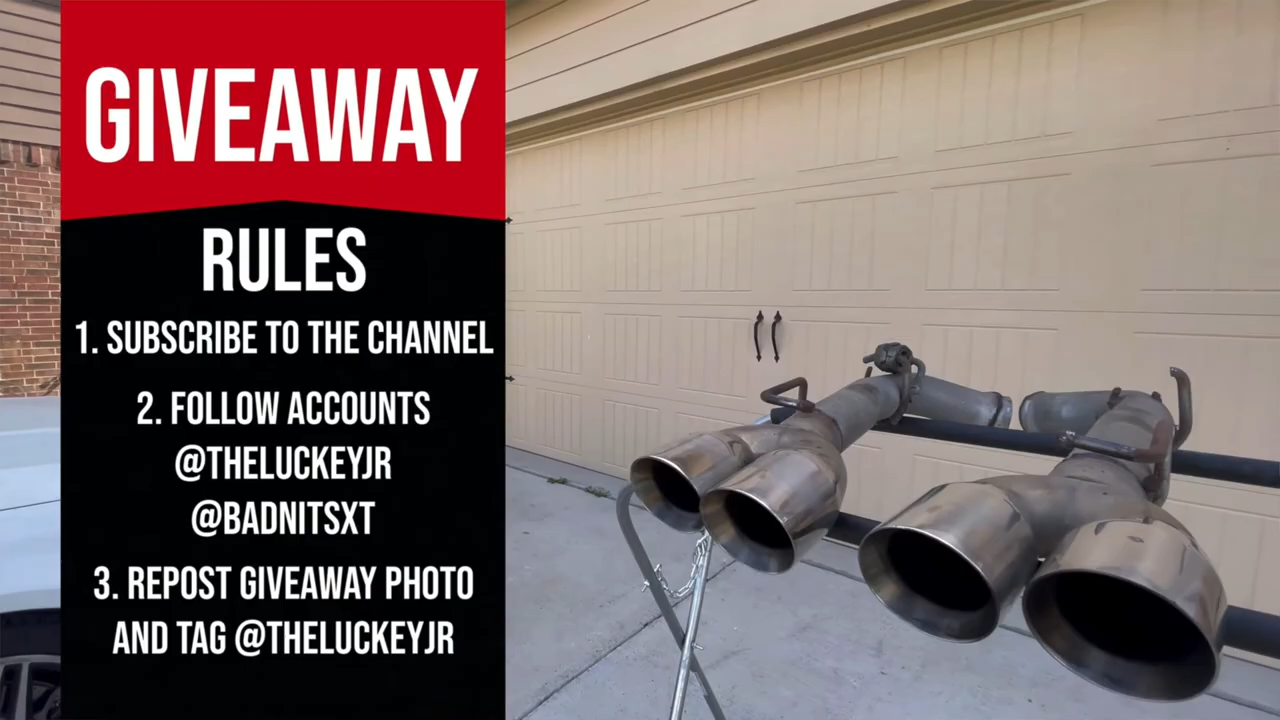 GIVEAWAY
RULES
1. SUBSCRIBE TO THE CHANNEL
2. FOLLOW ACCOUNTS
@THELUCKEYJR
@BADNITSXT
3. REPOST GIVEAWAY PHOTO
AND TAG @THELUCKEYJR